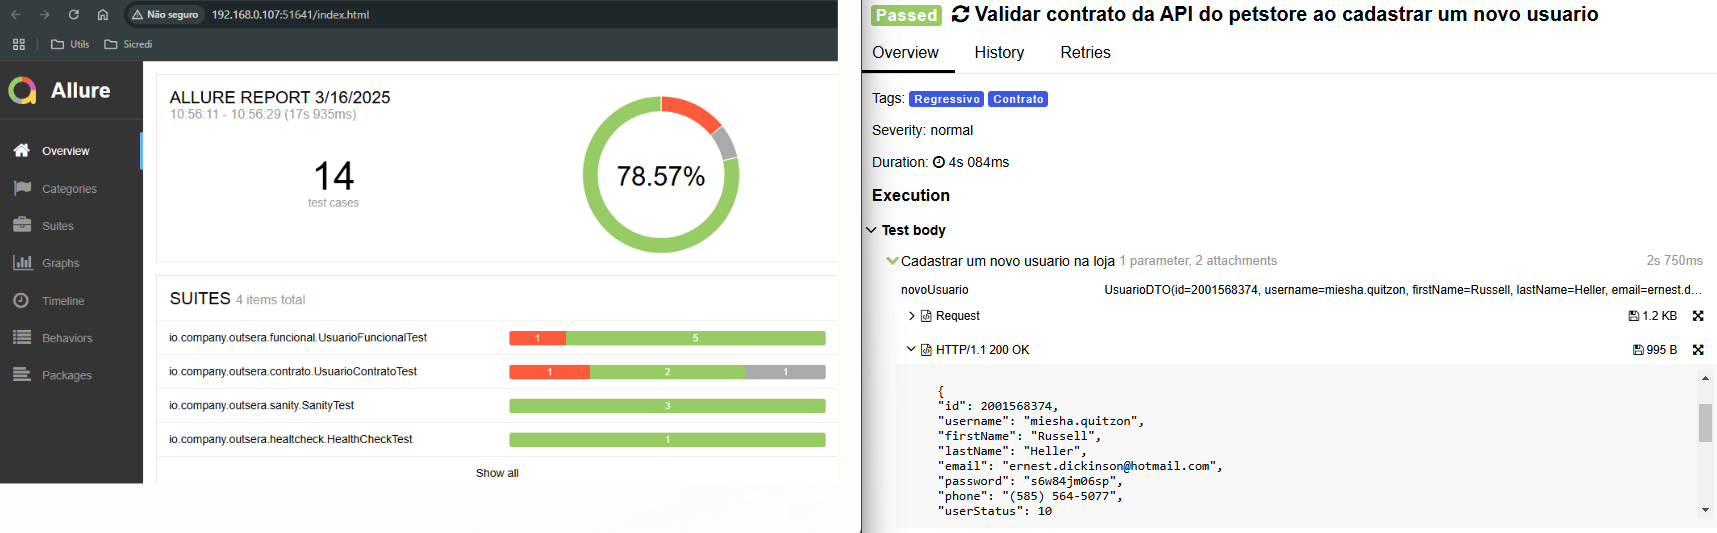 Não seguro 192.168.0.107:51641/index.html
Utils Sicredi
Allure
Overview
Categories
Suites
Graphs
Timeline
Behaviors
Packages
ALLURE REPORT 3/16/2025
10:56:11 - 10:56:29 (17s 935ms)
14
test cases
78.57%
SUITES 4 items total
io.company.outsera.funcional.UsuarioFuncionalTest 1 5
io.company.outsera.contrato.UsuarioContratoTest 1 2 1
io.company.outsera.sanity.SanityTest 3
io.company.outsera.healtcheck.HealthCheckTest 1
Show all
Passed Validar contrato da API do petstore ao cadastrar um novo usuario
Overview History Retries
Tags: Regressivo Contrato
Severity: normal
Duration: 4s 084ms
Execution
Test body
Cadastrar um novo usuario na loja 1 parameter, 2 attachments 2s 750ms
novoUsuario UsuarioDTO(id=2001568374, username=miesha.quitzon, firstName=Russell, lastName=Heller, email=ernest.d...
Request 1.2 KB
HTTP/1.1 200 OK 995 B
{
"id": 2001568374,
"username": "miesha.quitzon",
"firstName": "Russell",
"lastName": "Heller",
"email": "ernest.dickinson@hotmail.com",
"password": "s6w84jm06sp",
"phone": "(585) 564-5077",
"userStatus": 10